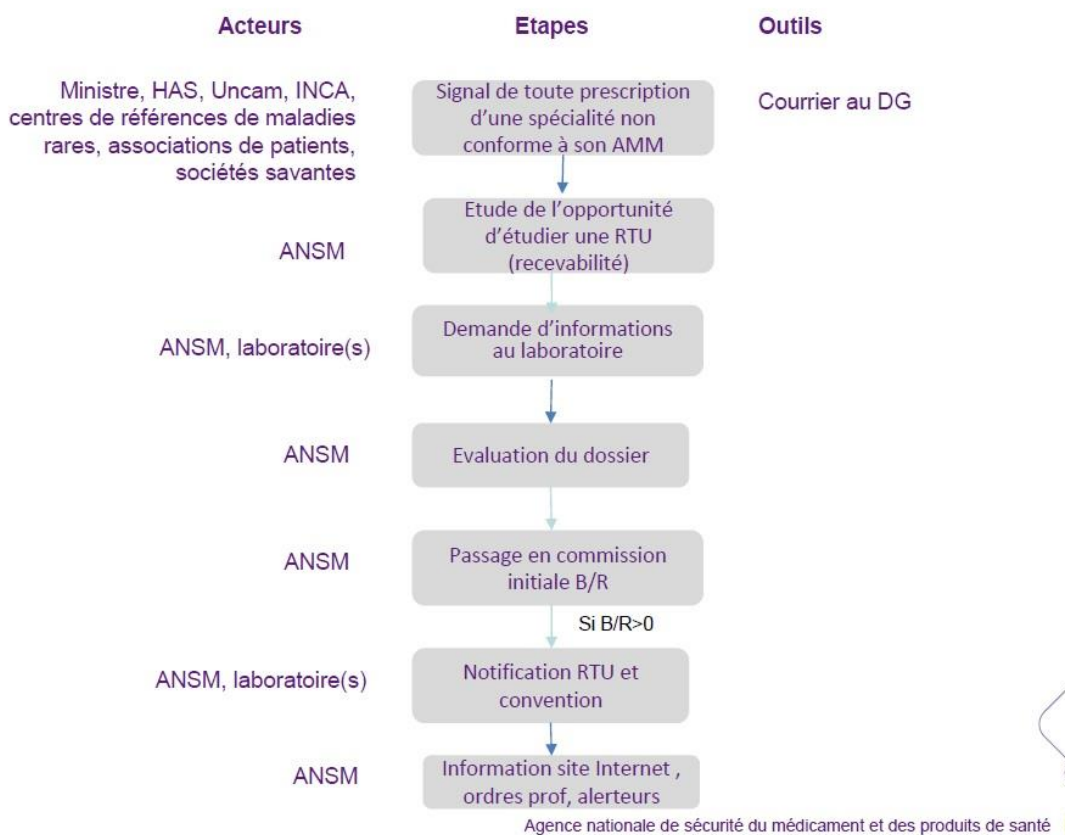 Acteurs
Etapes
Outils
Ministre, HAS, Uncam, INCA,
centres de références de maladies
rares, associations de patients,
sociétés savantes
Signal de toute prescription
d'une spécialité non
conforme à son AMM
Courrier au DG
ANSM
Etude de l'opportunité
d'étudier une RTU
(recevabilité)
ANSM, laboratoire(s)
Demande d'informations
au laboratoire
ANSM
Evaluation du dossier
ANSM
Passage en commission
initiale B/R
Si B/R>0
ANSM, laboratoire(s)
Notification RTU et
convention
ANSM
Information site Internet ,
ordres prof, alerteurs
Agence nationale de sécurité du médicament et des produits de santé